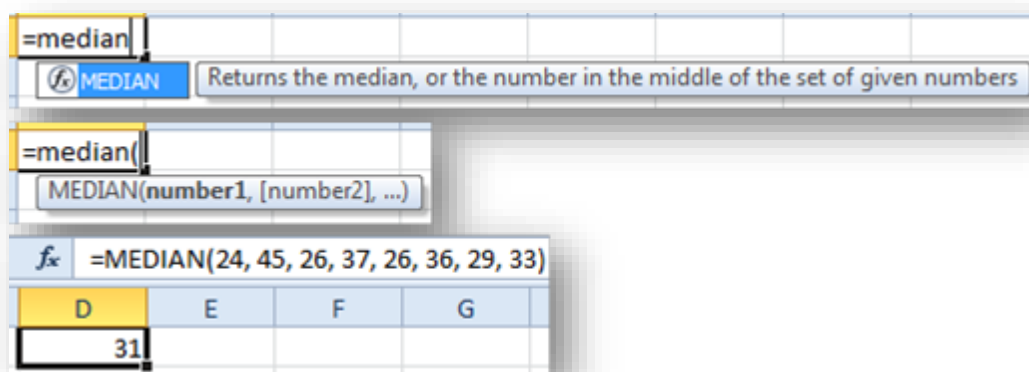 =median
fx MEDIAN Returns the median, or the number in the middle of the set of given numbers
=median(
MEDIAN(number1, [number2], ...)
fx =MEDIAN(24, 45, 26, 37, 26, 36, 29, 33)
D E F G
31